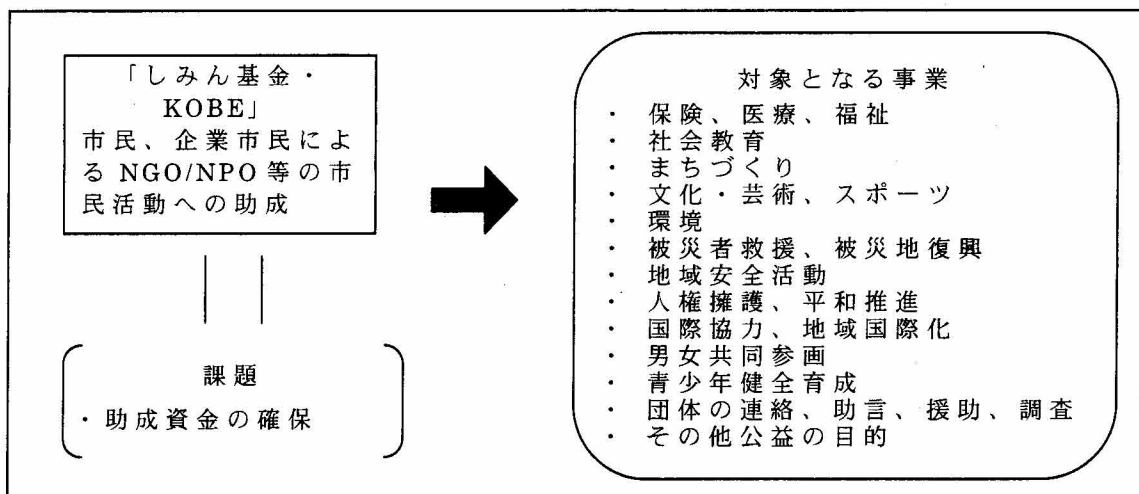 「しみん基金・
KOBE」
市民、企業市民によ
る NGO/NPO 等の市
民活動への助成
課題
・助成資金の確保
対象となる事業
・ 保険、医療、福祉
・ 社会教育
・ まちづくり
・ 文化・芸術、スポーツ
・ 環境
・ 被災者救援、被災地復興
・ 地域安全活動
・ 人権擁護、平和推進
・ 国際協力、地域国際化
・ 男女共同参画
・ 青少年健全育成
・ 団体の連絡、助言、援助、調査
・ その他公益の目的